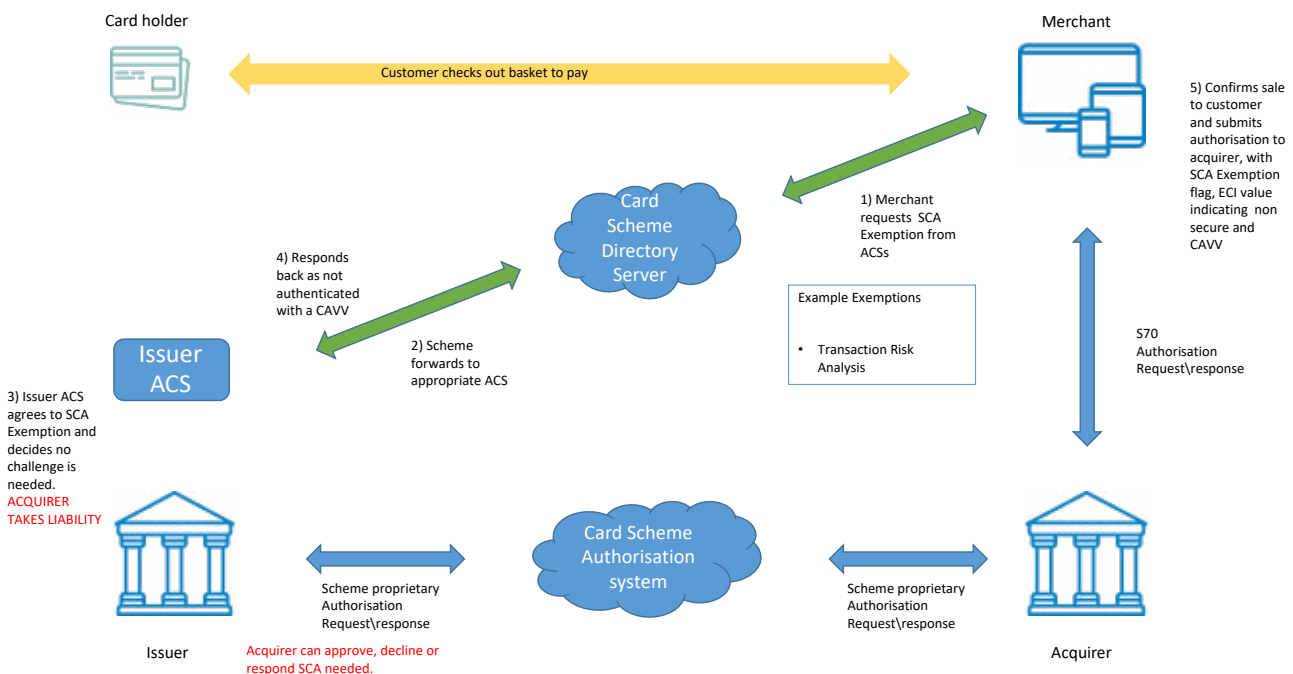 Card holder
Merchant
Customer checks out basket to pay
5) Confirms sale
to customer
and submits
authorisation to
acquirer, with
SCA Exemption
flag, ECI value
indicating  non
secure and
CAVV
Card
Scheme
Directory
Server
1) Merchant
requests  SCA
Exemption from
ACSs
4) Responds
back as not
authenticated
with a CAVV
2) Scheme
forwards to
appropriate ACS
Example Exemptions
• Transaction Risk
Analysis
S70
Authorisation
Request\response
Issuer
ACS
3) Issuer ACS
agrees to SCA
Exemption and
decides no
challenge is
needed.
ACQUIRER
TAKES LIABILITY
Card Scheme
Authorisation
system
Scheme proprietary
Authorisation
Request\response
Scheme proprietary
Authorisation
Request\response
Issuer
Acquirer can approve, decline or
respond SCA needed.
Acquirer